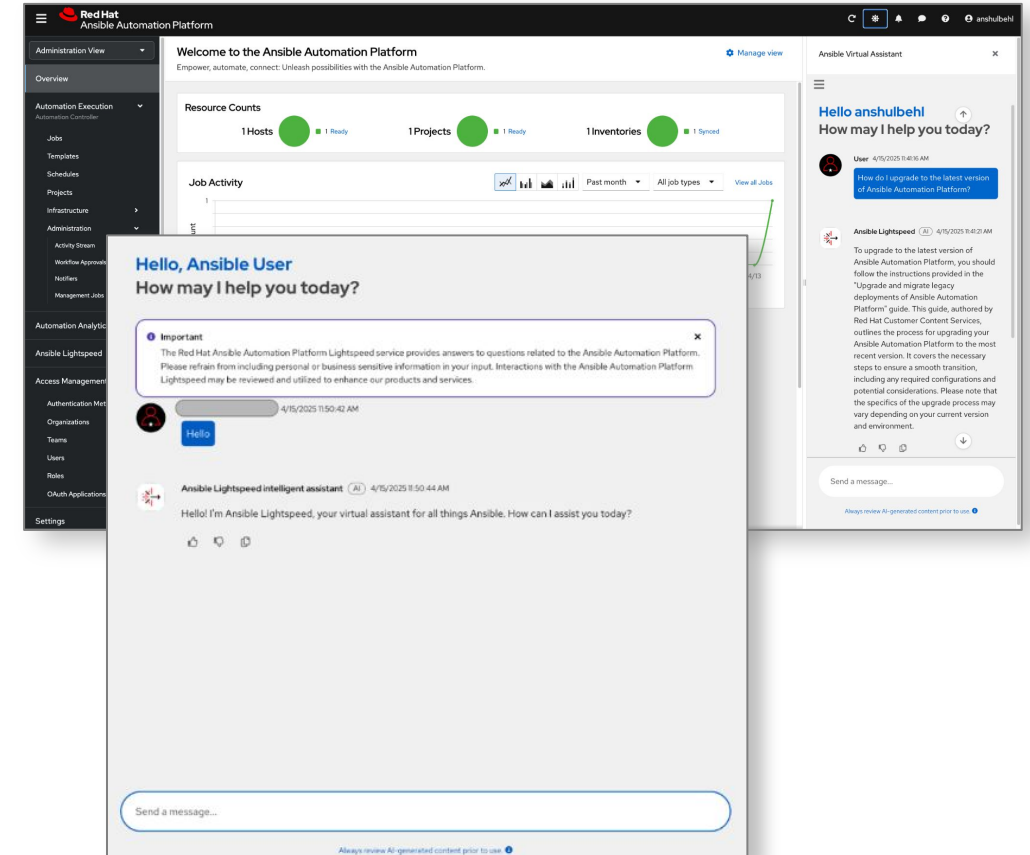 Red Hat
Ansible Automation Platform
anshulbehl
Administration View
Overview
Automation Execution
Automation Controller
Jobs
Templates
Schedules
Projects
Infrastructure
Administration
Activity Stream
Workflow Approvals
Notifiers
Management Jobs
Automation Analytic
Ansible Lightspeed
Access Management
Authentication Met
Organizations
Teams
Users
Roles
OAuth Applications
Settings
Welcome to the Ansible Automation Platform
Manage view
Empower, automate, connect: Unleash possibilities with the Ansible Automation Platform.
Resource Counts
1 Hosts
1 Ready
1 Projects
1 Ready
1 Inventories
1 Synced
Job Activity
Past month
All job types
View all Jobs
1
unt
4/13
Ansible Virtual Assistant
Hello anshulbehl
How may I help you today?
User 4/15/2025 11:41:16 AM
How do I upgrade to the latest version
of Ansible Automation Platform?
Ansible Lightspeed AI 4/15/2025 11:41:21 AM
To upgrade to the latest version of
Ansible Automation Platform, you should
follow the instructions provided in the
"Upgrade and migrate legacy
deployments of Ansible Automation
Platform" guide. This guide, authored by
Red Hat Customer Content Services,
outlines the process for upgrading your
Ansible Automation Platform to the most
recent version. It covers the necessary
steps to ensure a smooth transition,
including any required configurations and
potential considerations. Please note that
the specifics of the upgrade process may
vary depending on your current version
and environment.
Send a message...
Always review AI-generated content prior to use.
Hello, Ansible User
How may I help you today?
Important
The Red Hat Ansible Automation Platform Lightspeed service provides answers to questions related to the Ansible Automation Platform.
Please refrain from including personal or business sensitive information in your input. Interactions with the Ansible Automation Platform
Lightspeed may be reviewed and utilized to enhance our products and services.
4/15/2025 11:50:42 AM
Hello
Ansible Lightspeed intelligent assistant AI 4/15/2025 11:50:44 AM
Hello! I'm Ansible Lightspeed, your virtual assistant for all things Ansible. How can I assist you today?
Send a message...
Always review AI-generated content prior to use.